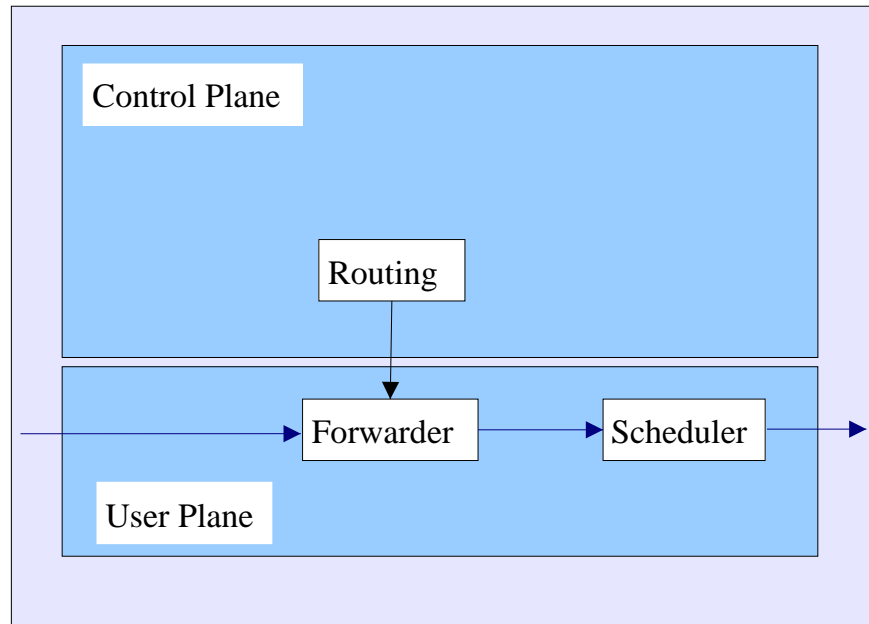 Control Plane
Routing
Forwarder
Scheduler
User Plane